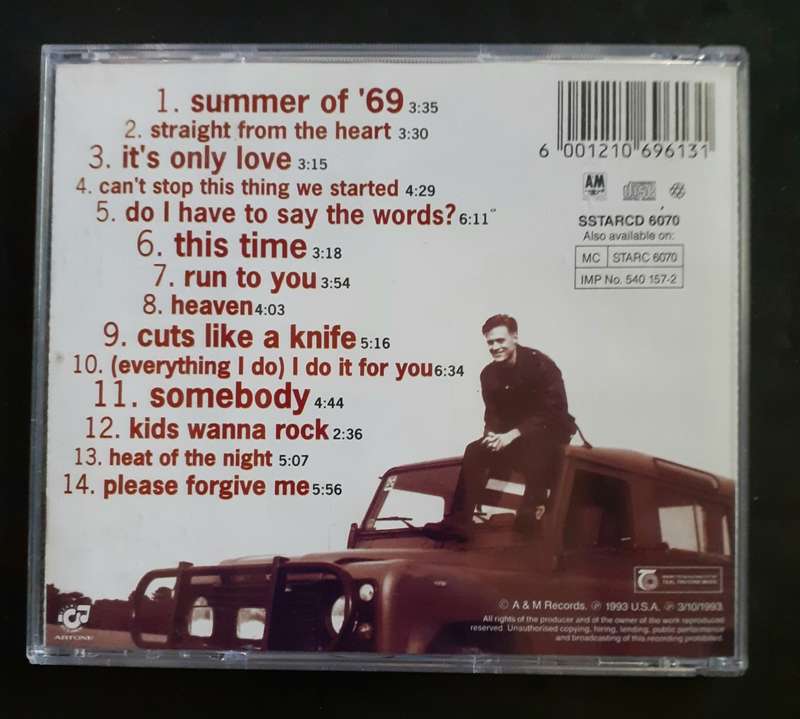 1. summer of '69 3:35
2. straight from the heart 3:30
3. it's only love 3:15
4. can't stop this thing we started 4:29
5. do I have to say the words? 6:11"
6. this time 3:18
7. run to you 3:54
8. heaven 4:03
9. cuts like a knife 5:16
10. (everything I do) I do it for you 6:34
11. somebody 4:44
12. kids wanna rock 2:36
13. heat of the night 5:07
14. please forgive me 5:56
6 001210 696131
AM
SSTARCD 6070
Also available on:
MC STARC 6070
IMP No. 540 157-2
ARTONE
© A & M Records. ℗ 1993 U.S.A. ℗ 3/10/1993.
All rights of the producer and of the owner of the work reproduced
reserved. Unauthorised copying, hiring, lending, public performance
and broadcasting of this recording prohibited.